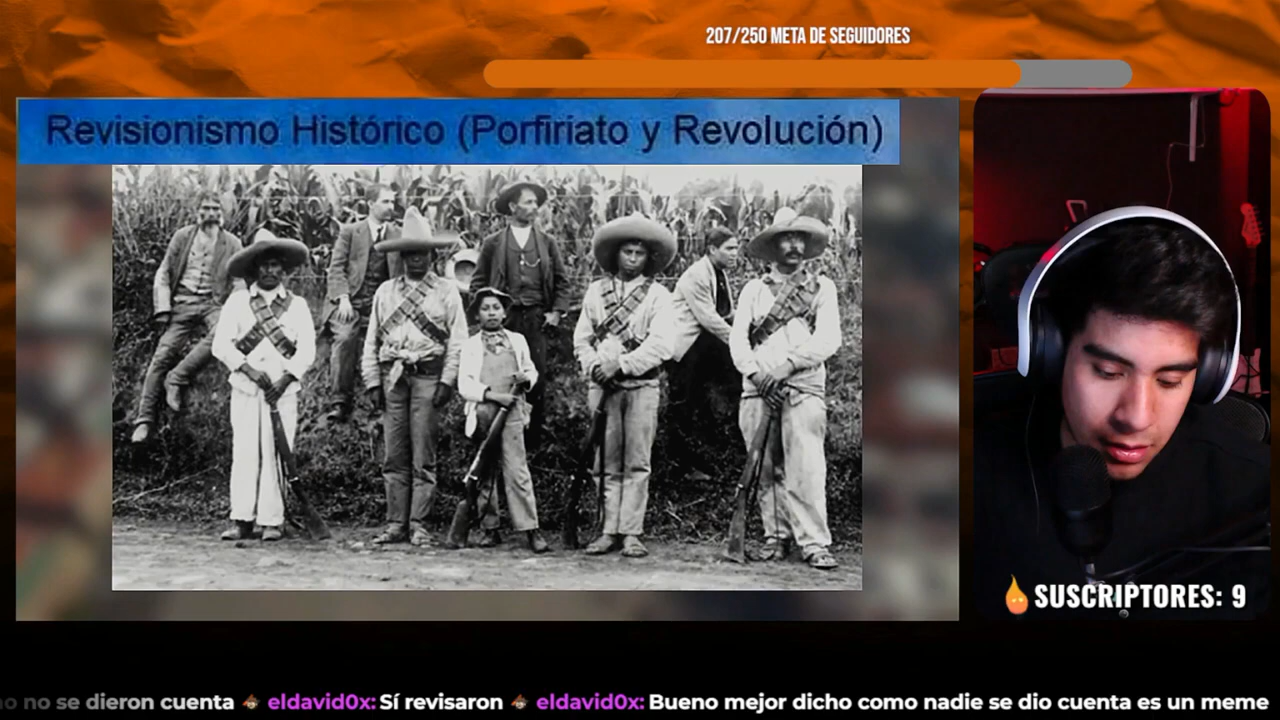 207/250 META DE SEGUIDORES
Revisionismo Histórico (Porfiriato y Revolución)
SUSCRIPTORES: 9
no se dieron cuenta eldavid0x: Sí revisaron eldavid0x: Bueno mejor dicho como nadie se dio cuenta es un meme